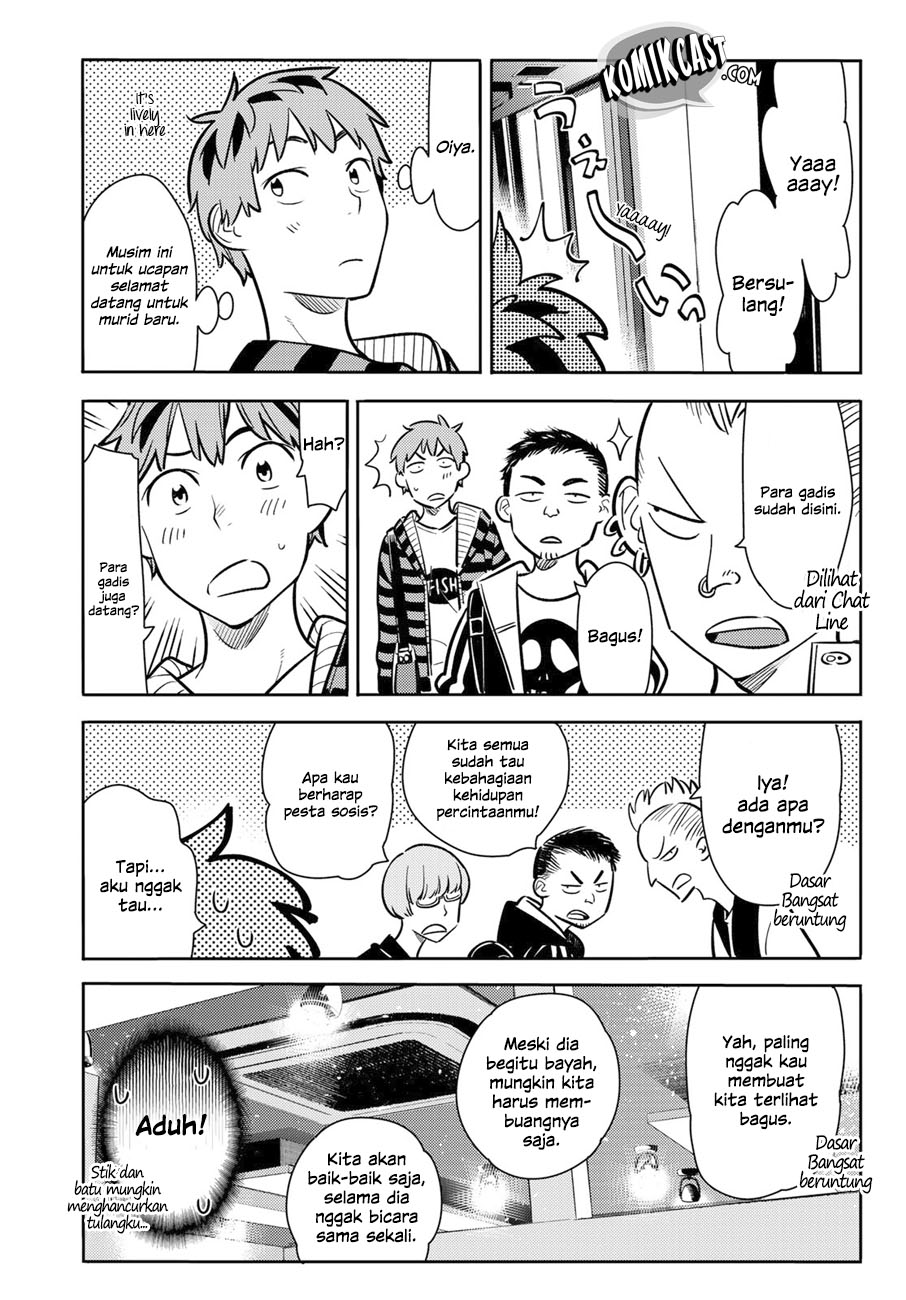 KOMIKCAST
.COM
Yaaa
aaay!
Bersu-
lang!
うぇ〜い
Yaaaay!
Oiya.
It's
lively
in here
Musim ini
untuk ucapan
selamat
datang untuk
murid baru.
Para gadis
sudah disini.
Dilihat
dari Chat
Line
Bagus!
FISH
Hah?
Para
gadis
juga
datang?
Iya!
ada apa
denganmu?
Dasar
Bangsat
beruntung
Kita semua
sudah tau
kebahagiaan
kehidupan
percintaanmu!
Apa kau
berharap
pesta sosis?
Tapi...
aku nggak
tau...
Yah, paling
nggak kau
membuat
kita terlihat
bagus.
Dasar
Bangsat
beruntung
Meski dia
begitu bayah,
mungkin kita
harus mem-
buangnya
saja.
Kita akan
baik-baik saja,
selama dia
nggak bicara
sama sekali.
Aduh!
Stik dan
batu mungkin
menghancurkan
tulangku...